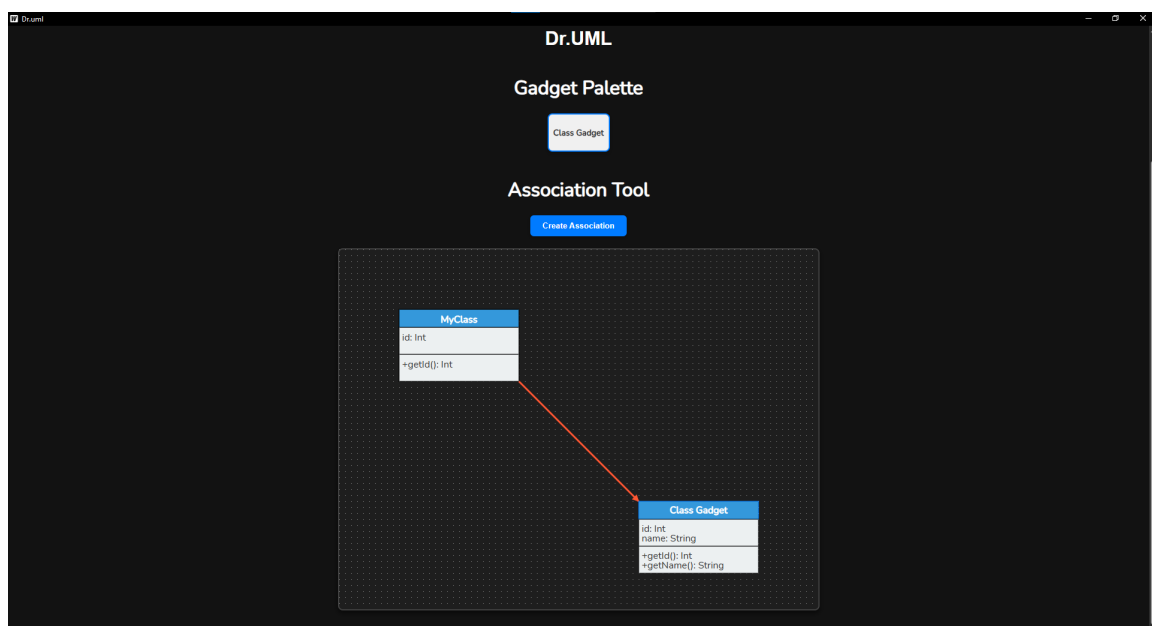 Dr.uml
Dr.UML
Gadget Palette
Class Gadget
Association Tool
Create Association
MyClass
id: Int
+getId(): Int
Class Gadget
id: Int
name: String
+getId(): Int
+getName(): String